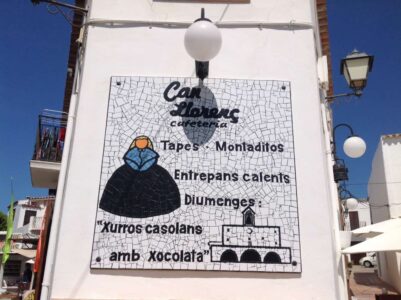 Can
Llorenç
cafeteria
Tapes · Montaditos
Entrepans calents
Diumenges :
"Xurros casolans
amb xocolata"